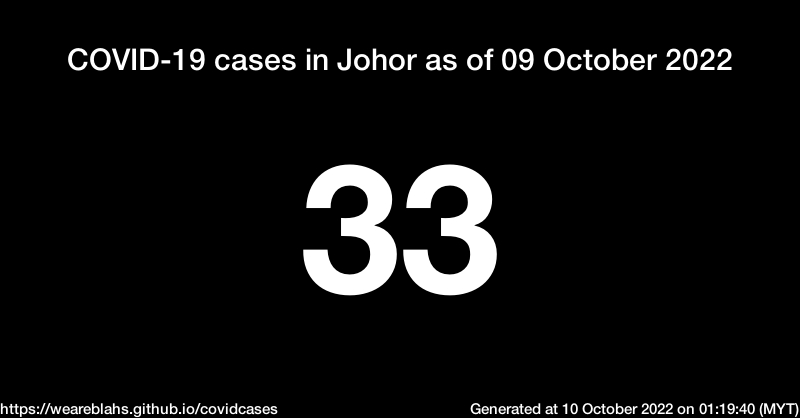 COVID-19 cases in Johor as of 09 October 2022
33
https://weareblahs.github.io/covidcases
Generated at 10 October 2022 on 01:19:40 (MYT)